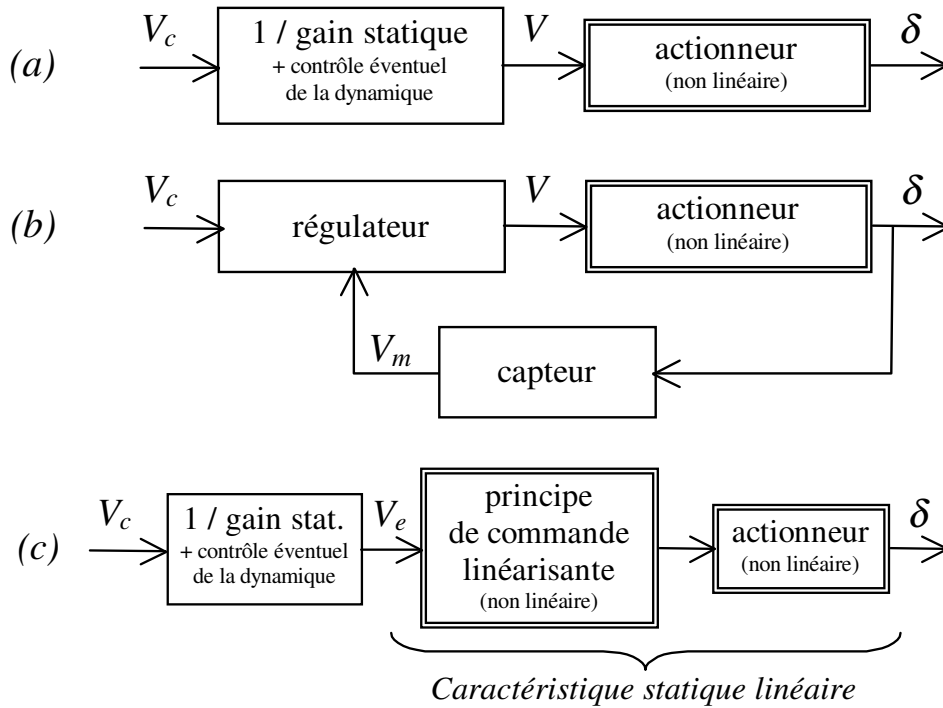 (a)
V_c
1 / gain statique
+ contrôle éventuel
de la dynamique
V
actionneur
(non linéaire)
δ
(b)
V_c
régulateur
V
actionneur
(non linéaire)
δ
V_m
capteur
(c)
V_c
1 / gain stat.
+ contrôle éventuel
de la dynamique
V_e
principe
de commande
linéarisante
(non linéaire)
actionneur
(non linéaire)
δ
Caractéristique statique linéaire